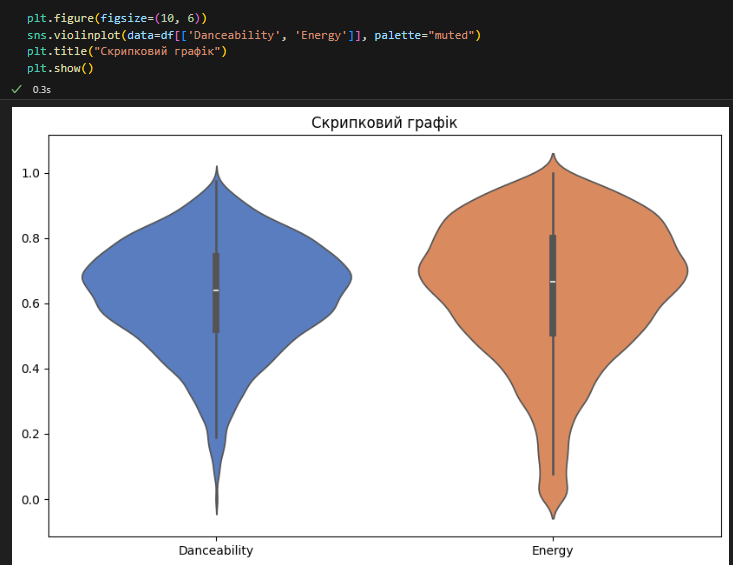 plt.figure(figsize=(10, 6))
sns.violinplot(data=df[['Danceability', 'Energy']], palette="muted")
plt.title("Скрипковий графік")
plt.show()
0.3s
Скрипковий графік
1.0
0.8
0.6
0.4
0.2
0.0
Danceability Energy